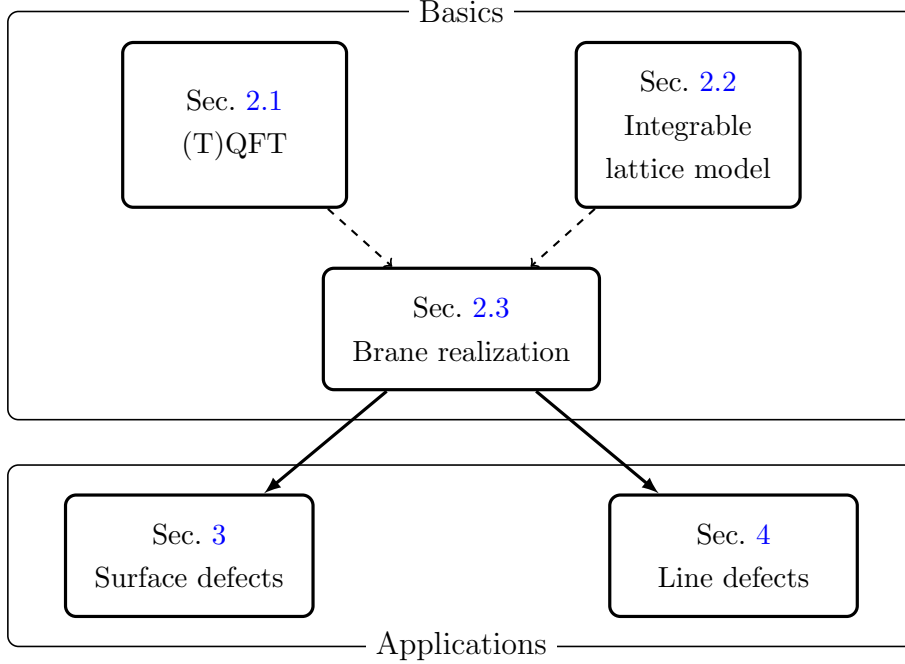 Basics
Sec. 2.1
(T)QFT
Sec. 2.2
Integrable
lattice model
Sec. 2.3
Brane realization
Sec. 3
Surface defects
Sec. 4
Line defects
Applications